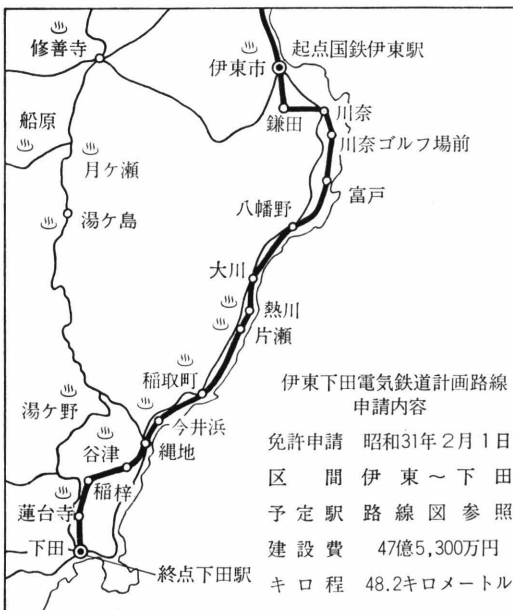 修善寺
起点国鉄伊東駅
伊東市
鎌田
川奈
川奈ゴルフ場前
船原
月ケ瀬
富戸
湯ケ島
八幡野
大川
熱川
片瀬
稲取町
湯ケ野
今井浜
縄地
谷津
稲梓
蓮台寺
下田
終点下田駅
伊東下田電気鉄道計画路線
申請内容
免許申請 昭和31年2月1日
区間 伊東～下田
予定駅 路線図参照
建設費 47億5,300万円
キロ程 48.2キロメートル